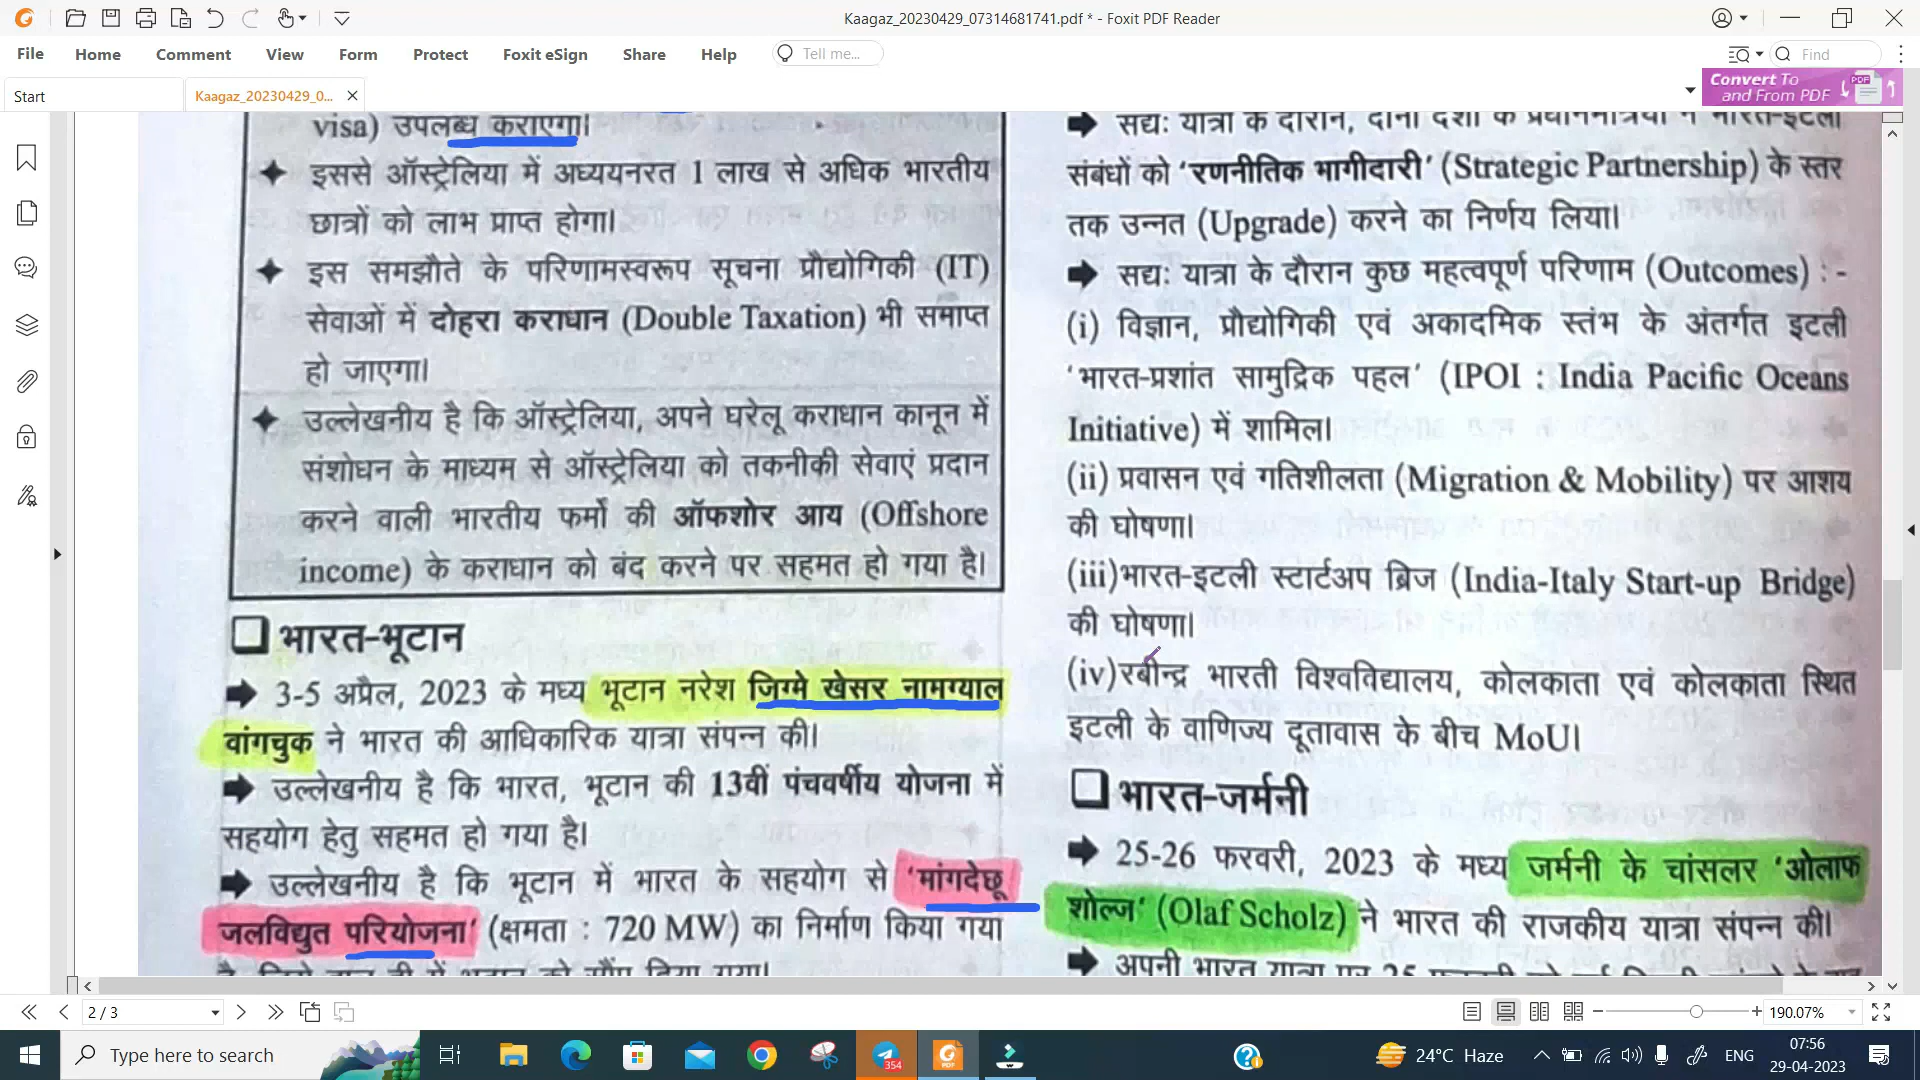 Kaagaz_20230429_07314681741.pdf * - Foxit PDF Reader
File Home Comment View Form Protect Foxit eSign Share Help Tell me... Find
Start Kaagaz_20230429_0... Convert To and From PDF
visa) उपलब्ध कराएगा।
✦ इससे ऑस्ट्रेलिया में अध्ययनरत 1 लाख से अधिक भारतीय
छात्रों को लाभ प्राप्त होगा।
✦ इस समझौते के परिणामस्वरूप सूचना प्रौद्योगिकी (IT)
सेवाओं में दोहरा कराधान (Double Taxation) भी समाप्त
हो जाएगा।
✦ उल्लेखनीय है कि ऑस्ट्रेलिया, अपने घरेलू कराधान कानून में
संशोधन के माध्यम से ऑस्ट्रेलिया को तकनीकी सेवाएं प्रदान
करने वाली भारतीय फर्मों की ऑफशोर आय (Offshore
income) के कराधान को बंद करने पर सहमत हो गया है।
❑ भारत-भूटान
➡ 3-5 अप्रैल, 2023 के मध्य भूटान नरेश जिग्मे खेसर नामग्याल
वांगचुक ने भारत की आधिकारिक यात्रा संपन्न की।
➡ उल्लेखनीय है कि भारत, भूटान की 13वीं पंचवर्षीय योजना में
सहयोग हेतु सहमत हो गया है।
➡ उल्लेखनीय है कि भूटान में भारत के सहयोग से 'मांगदेछू
जलविद्युत परियोजना' (क्षमता : 720 MW) का निर्माण किया गया
➡ सद्यः यात्रा के दौरान, दोनों देशों के प्रधानमंत्रियों ने भारत-इटली
संबंधों को 'रणनीतिक भागीदारी' (Strategic Partnership) के स्तर
तक उन्नत (Upgrade) करने का निर्णय लिया।
➡ सद्यः यात्रा के दौरान कुछ महत्वपूर्ण परिणाम (Outcomes) : -
(i) विज्ञान, प्रौद्योगिकी एवं अकादमिक स्तंभ के अंतर्गत इटली
'भारत-प्रशांत सामुद्रिक पहल' (IPOI : India Pacific Oceans
Initiative) में शामिल।
(ii) प्रवासन एवं गतिशीलता (Migration & Mobility) पर आशय
की घोषणा।
(iii)भारत-इटली स्टार्टअप ब्रिज (India-Italy Start-up Bridge)
की घोषणा।
(iv)रबीन्द्र भारती विश्वविद्यालय, कोलकाता एवं कोलकाता स्थित
इटली के वाणिज्य दूतावास के बीच MoU।
❑ भारत-जर्मनी
➡ 25-26 फरवरी, 2023 के मध्य जर्मनी के चांसलर 'ओलाफ
शोल्ज' (Olaf Scholz) ने भारत की राजकीय यात्रा संपन्न की।
2 / 3 190.07%
Type here to search 354 24°C Haze ENG 07:56
29-04-2023